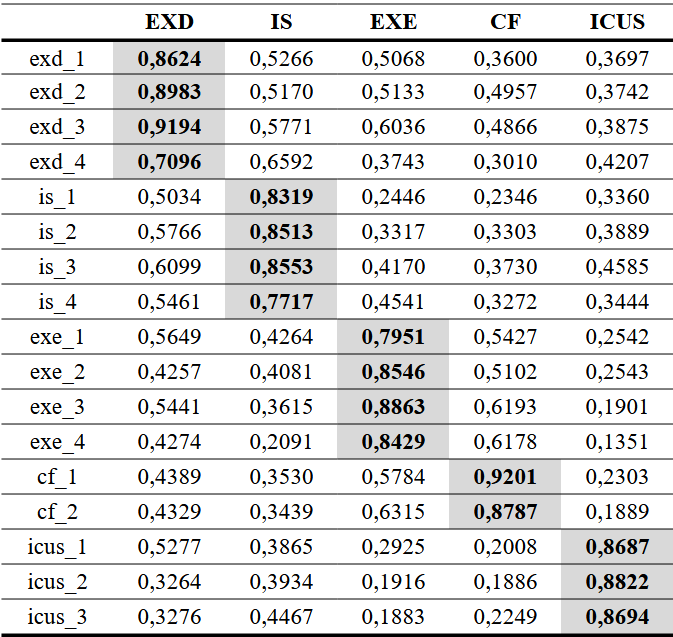 EXD IS EXE CF ICUS
exd_1 0,8624 0,5266 0,5068 0,3600 0,3697
exd_2 0,8983 0,5170 0,5133 0,4957 0,3742
exd_3 0,9194 0,5771 0,6036 0,4866 0,3875
exd_4 0,7096 0,6592 0,3743 0,3010 0,4207
is_1 0,5034 0,8319 0,2446 0,2346 0,3360
is_2 0,5766 0,8513 0,3317 0,3303 0,3889
is_3 0,6099 0,8553 0,4170 0,3730 0,4585
is_4 0,5461 0,7717 0,4541 0,3272 0,3444
exe_1 0,5649 0,4264 0,7951 0,5427 0,2542
exe_2 0,4257 0,4081 0,8546 0,5102 0,2543
exe_3 0,5441 0,3615 0,8863 0,6193 0,1901
exe_4 0,4274 0,2091 0,8429 0,6178 0,1351
cf_1 0,4389 0,3530 0,5784 0,9201 0,2303
cf_2 0,4329 0,3439 0,6315 0,8787 0,1889
icus_1 0,5277 0,3865 0,2925 0,2008 0,8687
icus_2 0,3264 0,3934 0,1916 0,1886 0,8822
icus_3 0,3276 0,4467 0,1883 0,2249 0,8694